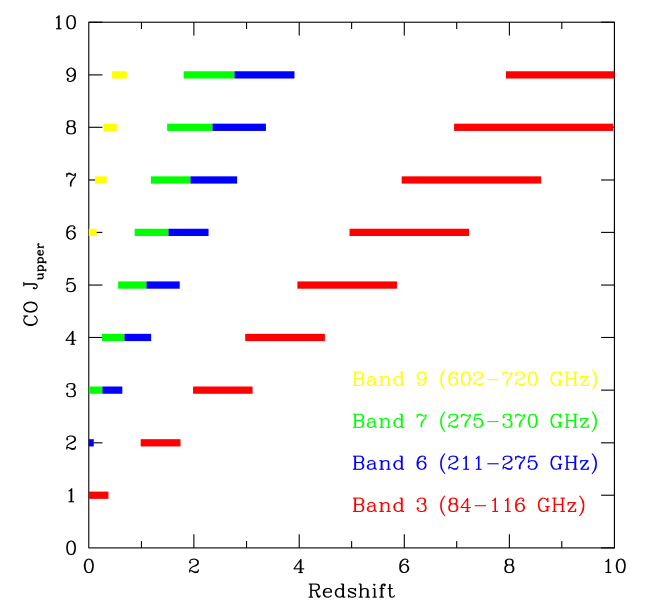 10
9
8
7
6
5
4
3
2
1
0
CO J_upper
Band 9 (602−720 GHz)
Band 7 (275−370 GHz)
Band 6 (211−275 GHz)
Band 3 (84−116 GHz)
0 2 4 6 8 10
Redshift